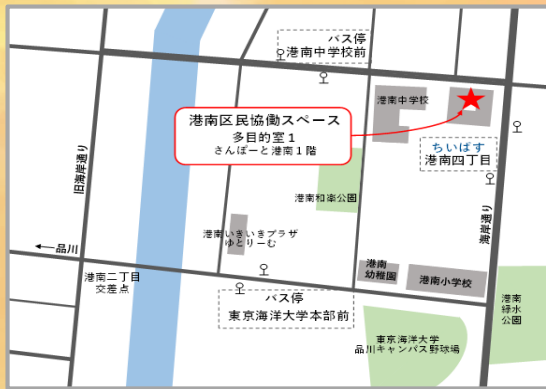 バス停
港南中学校前
港南中学校
港南区民協働スペース
多目的室１
さんぽーと港南１階
ちいばす
港南四丁目
旧海岸通り
海岸通り
港南和楽公園
港南いきいきプラザ
ゆとりーむ
品川
港南二丁目
交差点
港南
幼稚園
港南小学校
バス停
東京海洋大学本部前
港南
緑水
公園
東京海洋大学
品川キャンパス野球場